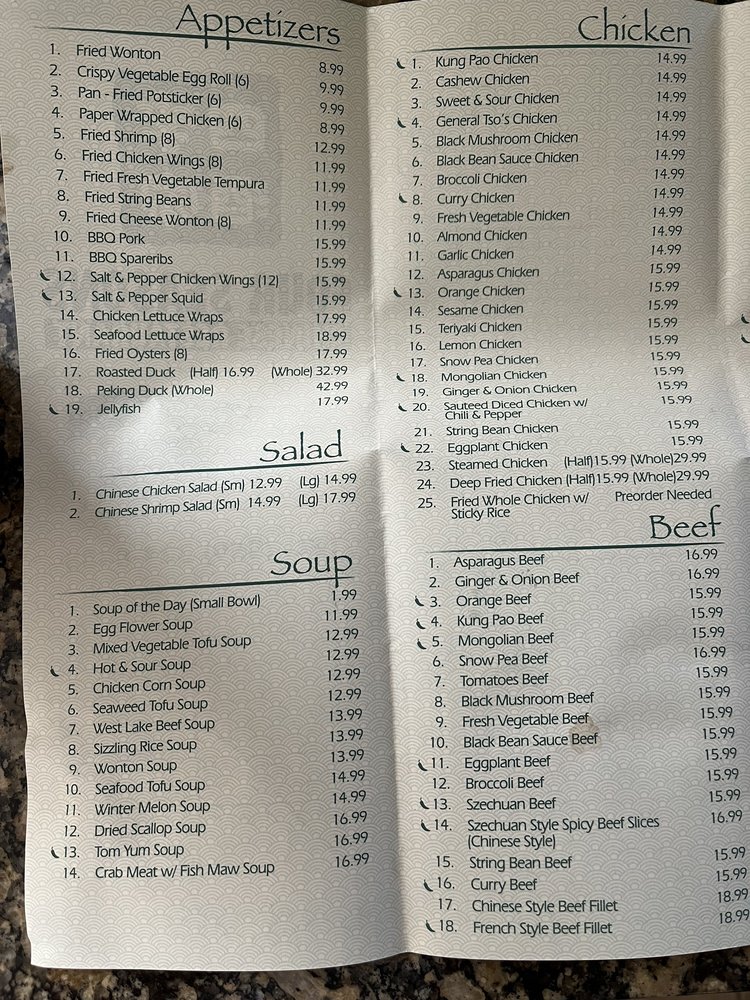 Appetizers
1. Fried Wonton 8.99
2. Crispy Vegetable Egg Roll (6) 9.99
3. Pan - Fried Potsticker (6) 9.99
4. Paper Wrapped Chicken (6) 8.99
5. Fried Shrimp (8) 12.99
6. Fried Chicken Wings (8) 11.99
7. Fried Fresh Vegetable Tempura 11.99
8. Fried String Beans 11.99
9. Fried Cheese Wonton (8) 11.99
10. BBQ Pork 15.99
11. BBQ Spareribs 15.99
12. Salt & Pepper Chicken Wings (12) 15.99
13. Salt & Pepper Squid 15.99
14. Chicken Lettuce Wraps 17.99
15. Seafood Lettuce Wraps 18.99
16. Fried Oysters (8) 17.99
17. Roasted Duck (Half) 16.99 (Whole) 32.99
18. Peking Duck (Whole) 42.99
19. Jellyfish 17.99
Salad
1. Chinese Chicken Salad (Sm) 12.99 (Lg) 14.99
2. Chinese Shrimp Salad (Sm) 14.99 (Lg) 17.99
Soup
1. Soup of the Day (Small Bowl) 1.99
2. Egg Flower Soup 11.99
3. Mixed Vegetable Tofu Soup 12.99
4. Hot & Sour Soup 12.99
5. Chicken Corn Soup 12.99
6. Seaweed Tofu Soup 12.99
7. West Lake Beef Soup 13.99
8. Sizzling Rice Soup 13.99
9. Wonton Soup 13.99
10. Seafood Tofu Soup 14.99
11. Winter Melon Soup 14.99
12. Dried Scallop Soup 16.99
13. Tom Yum Soup 16.99
14. Crab Meat w/ Fish Maw Soup 16.99
Chicken
1. Kung Pao Chicken 14.99
2. Cashew Chicken 14.99
3. Sweet & Sour Chicken 14.99
4. General Tso's Chicken 14.99
5. Black Mushroom Chicken 14.99
6. Black Bean Sauce Chicken 14.99
7. Broccoli Chicken 14.99
8. Curry Chicken 14.99
9. Fresh Vegetable Chicken 14.99
10. Almond Chicken 14.99
11. Garlic Chicken 14.99
12. Asparagus Chicken 15.99
13. Orange Chicken 15.99
14. Sesame Chicken 15.99
15. Teriyaki Chicken 15.99
16. Lemon Chicken 15.99
17. Snow Pea Chicken 15.99
18. Mongolian Chicken 15.99
19. Ginger & Onion Chicken 15.99
20. Sauteed Diced Chicken w/ 15.99
Chili & Pepper
21. String Bean Chicken 15.99
22. Eggplant Chicken 15.99
23. Steamed Chicken (Half)15.99 (Whole)29.99
24. Deep Fried Chicken (Half)15.99 (Whole)29.99
25. Fried Whole Chicken w/ Preorder Needed
Sticky Rice
Beef
1. Asparagus Beef 16.99
2. Ginger & Onion Beef 16.99
3. Orange Beef 15.99
4. Kung Pao Beef 15.99
5. Mongolian Beef 15.99
6. Snow Pea Beef 16.99
7. Tomatoes Beef 15.99
8. Black Mushroom Beef 15.99
9. Fresh Vegetable Beef 15.99
10. Black Bean Sauce Beef 15.99
11. Eggplant Beef 15.99
12. Broccoli Beef 15.99
13. Szechuan Beef 15.99
14. Szechuan Style Spicy Beef Slices 16.99
(Chinese Style)
15. String Bean Beef 15.99
16. Curry Beef 15.99
17. Chinese Style Beef Fillet 18.99
18. French Style Beef Fillet 18.99